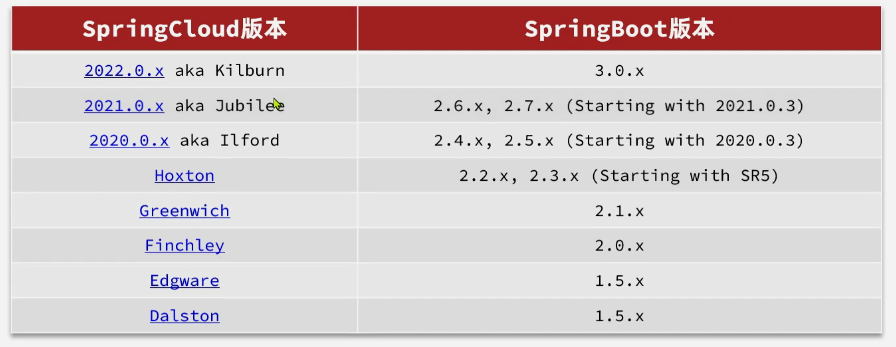 SpringCloud版本 SpringBoot版本
2022.0.x aka Kilburn 3.0.x
2021.0.x aka Jubilee 2.6.x, 2.7.x (Starting with 2021.0.3)
2020.0.x aka Ilford 2.4.x, 2.5.x (Starting with 2020.0.3)
Hoxton 2.2.x, 2.3.x (Starting with SR5)
Greenwich 2.1.x
Finchley 2.0.x
Edgware 1.5.x
Dalston 1.5.x